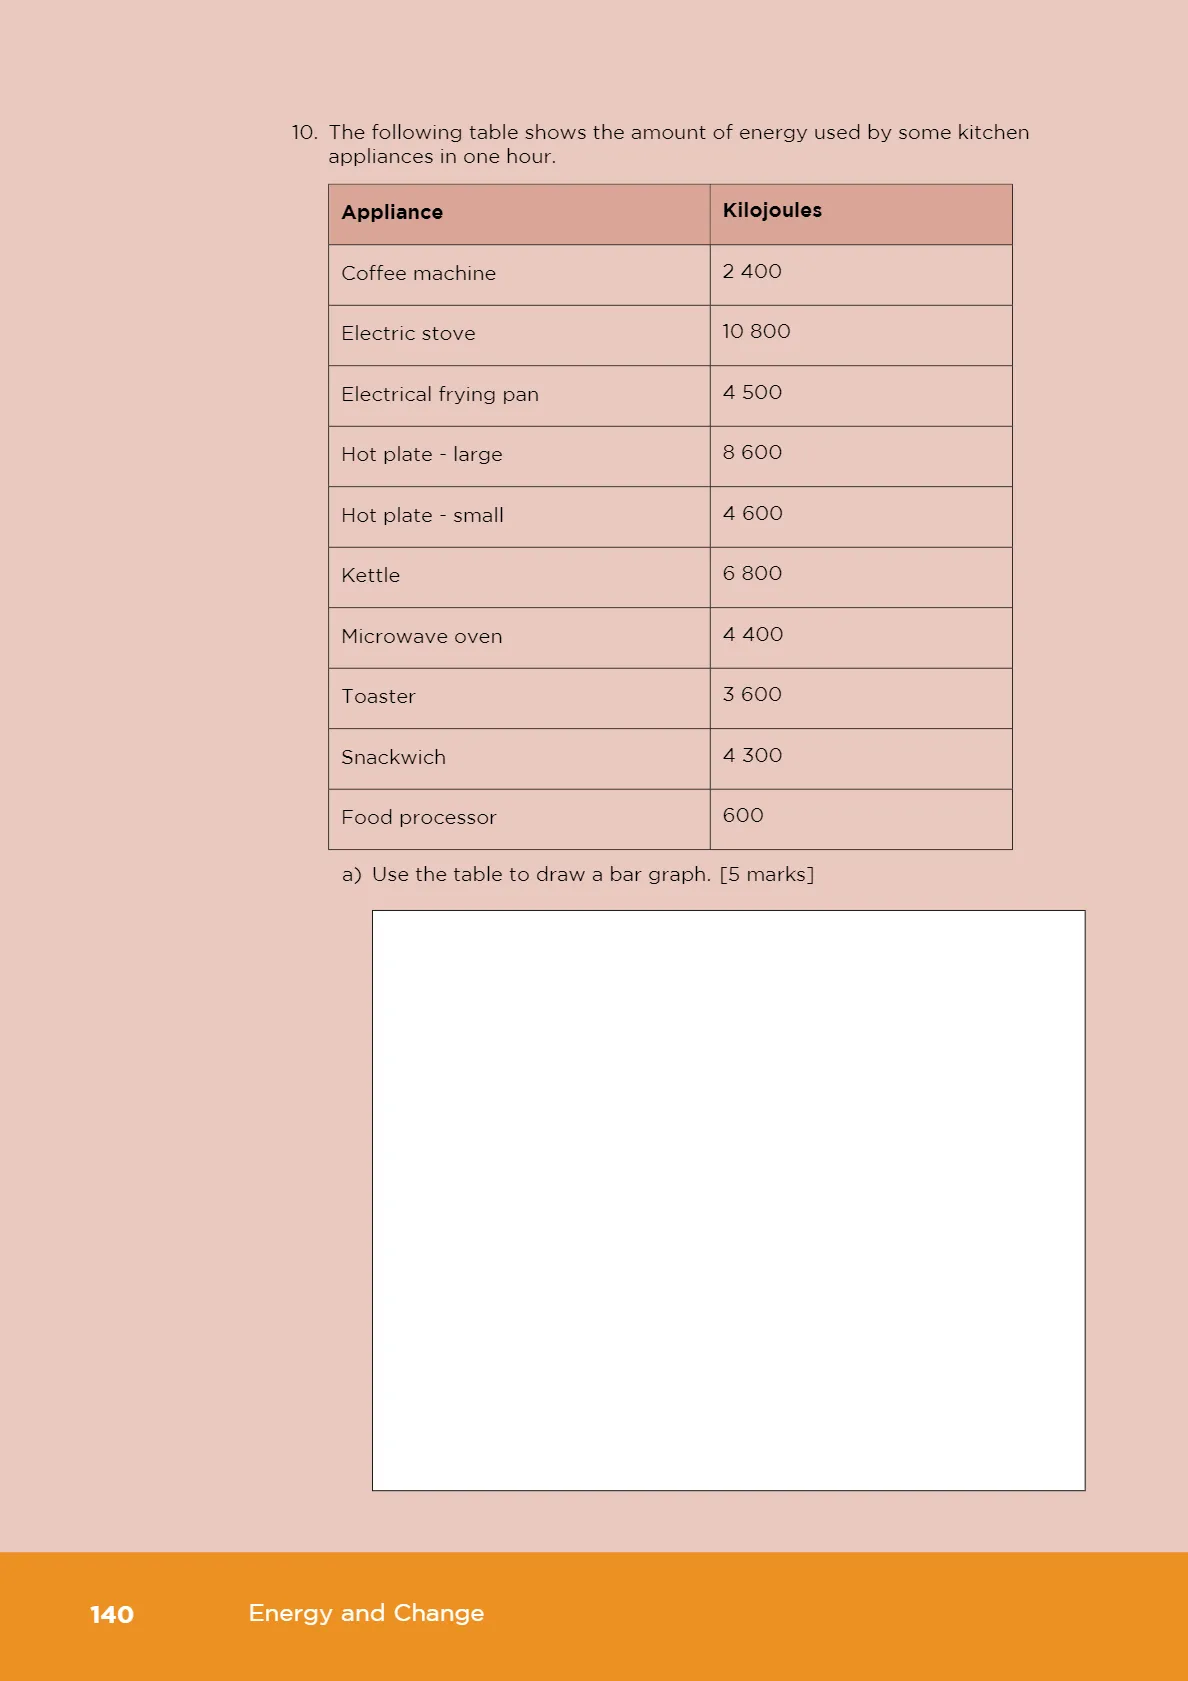 10. The following table shows the amount of energy used by some kitchen
appliances in one hour.
Appliance Kilojoules
Coffee machine 2 400
Electric stove 10 800
Electrical frying pan 4 500
Hot plate - large 8 600
Hot plate - small 4 600
Kettle 6 800
Microwave oven 4 400
Toaster 3 600
Snackwich 4 300
Food processor 600
a) Use the table to draw a bar graph. [5 marks]
140 Energy and Change